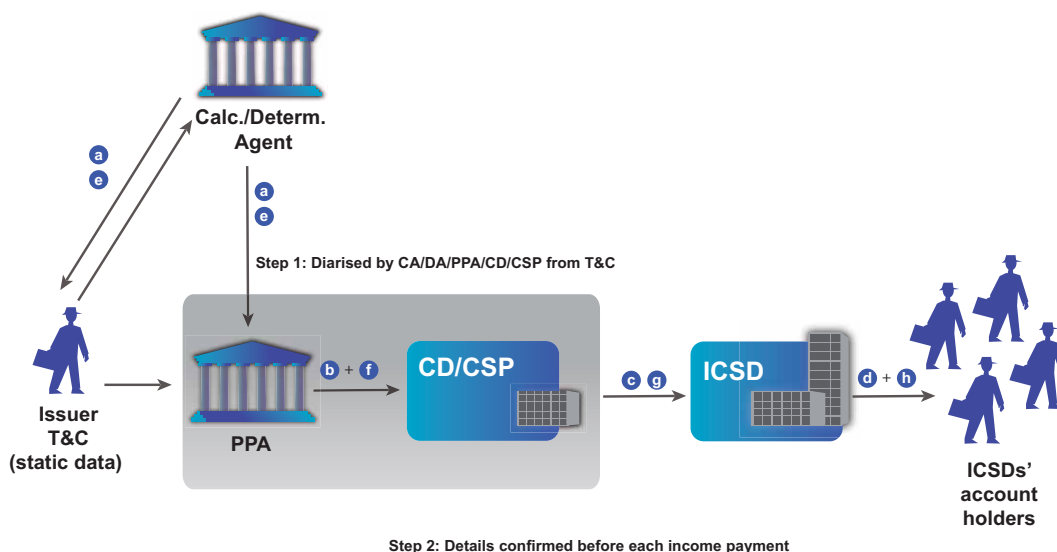 Calc./Determ.
Agent
a
e
a
e
Step 1: Diarised by CA/DA/PPA/CD/CSP from T&C
b + f
CD/CSP
c g
ICSD
d + h
PPA
Issuer
T&C
(static data)
ICSDs'
account
holders
Step 2: Details confirmed before each income payment